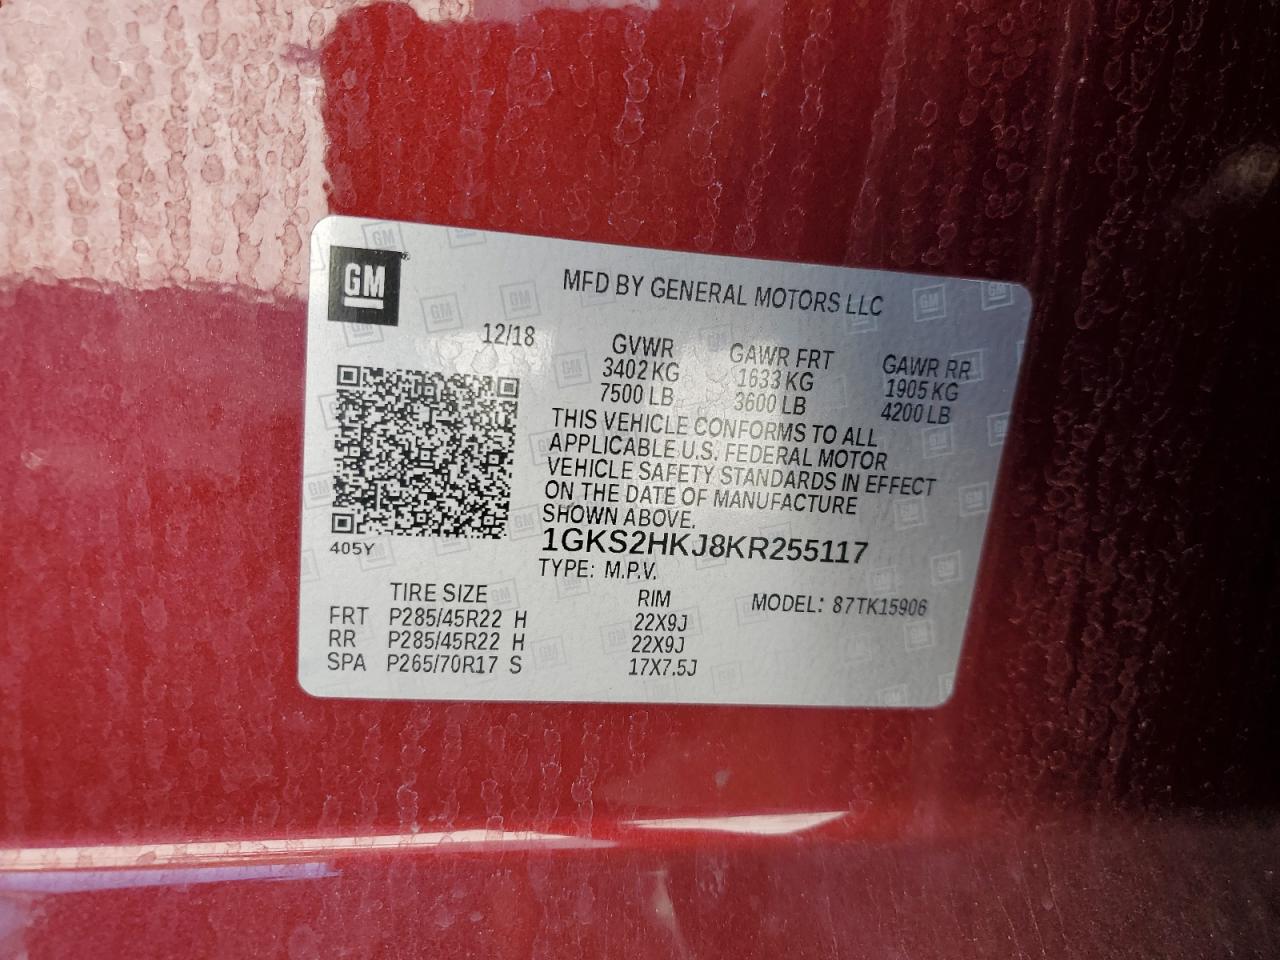 GM
MFD BY GENERAL MOTORS LLC
12/18
GVWR GAWR FRT GAWR RR
3402 KG 1633 KG 1905 KG
7500 LB 3600 LB 4200 LB
THIS VEHICLE CONFORMS TO ALL
APPLICABLE U.S. FEDERAL MOTOR
VEHICLE SAFETY STANDARDS IN EFFECT
ON THE DATE OF MANUFACTURE
SHOWN ABOVE.
405Y
1GKS2HKJ8KR255117
TYPE: M.P.V.
TIRE SIZE RIM MODEL: 87TK15906
FRT P285/45R22 H 22X9J
RR P285/45R22 H 22X9J
SPA P265/70R17 S 17X7.5J